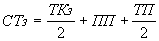 СТз = ТКз/2 + ПП + ТП/2